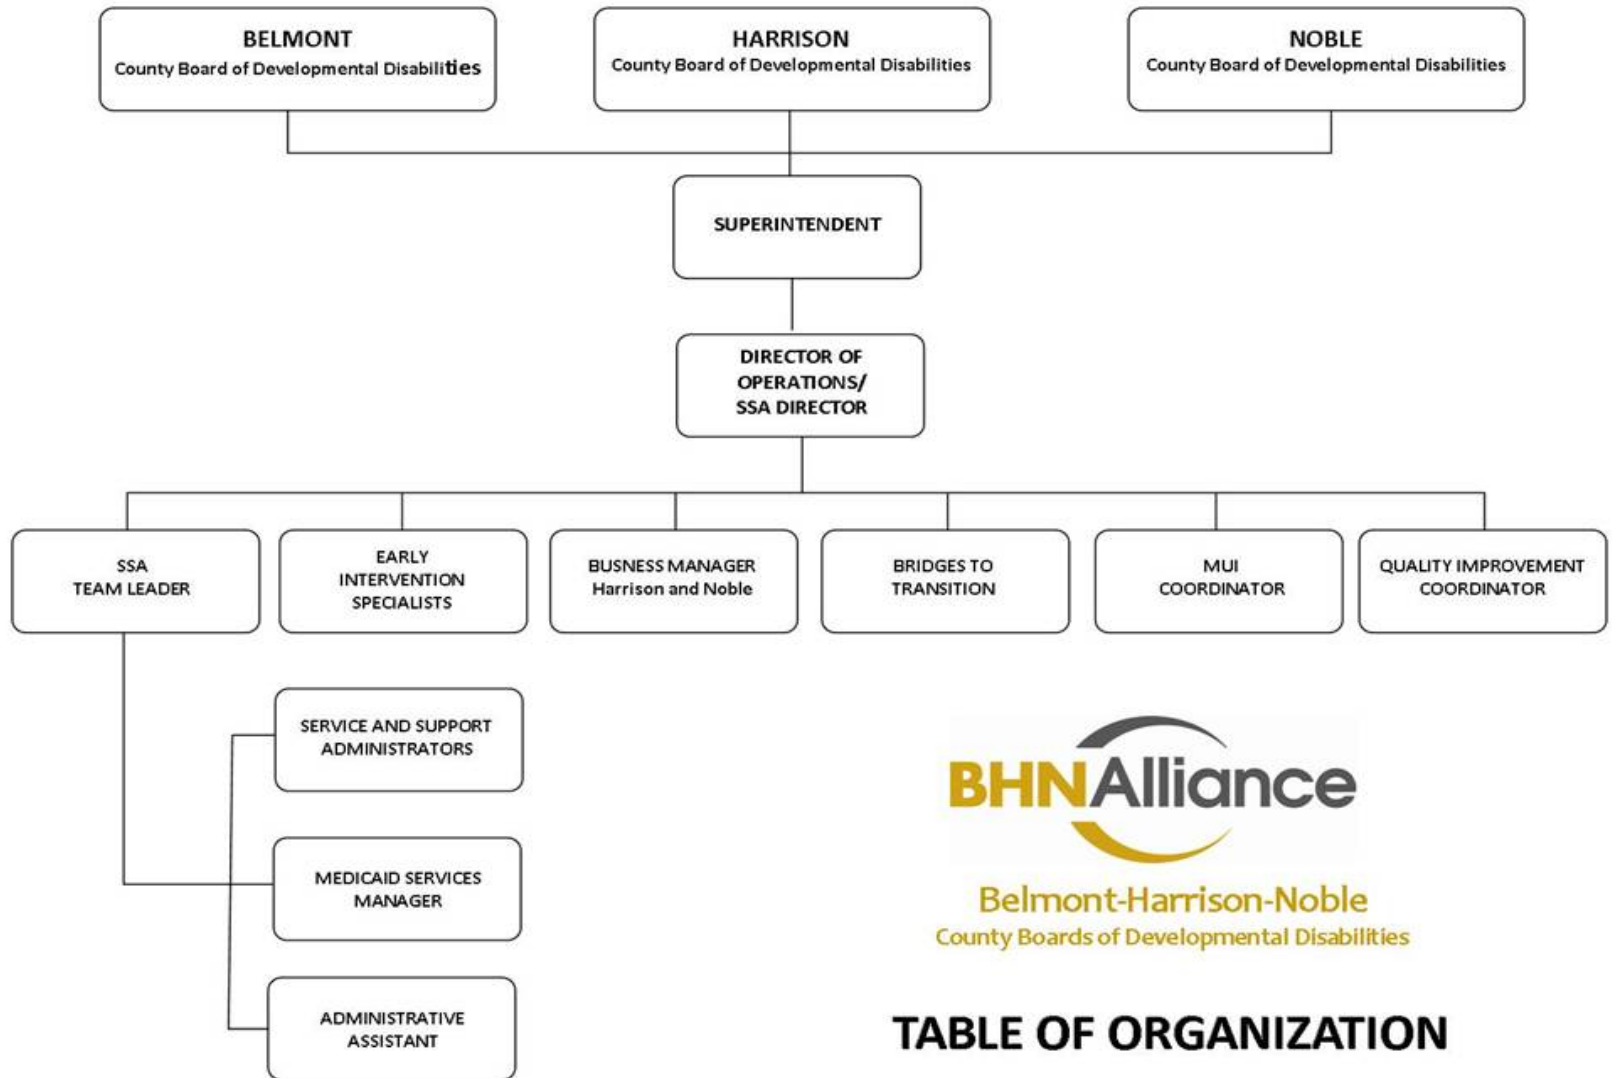 BELMONT
County Board of Developmental Disabilities
HARRISON
County Board of Developmental Disabilities
NOBLE
County Board of Developmental Disabilities
SUPERINTENDENT
DIRECTOR OF
OPERATIONS/
SSA DIRECTOR
SSA
TEAM LEADER
EARLY
INTERVENTION
SPECIALISTS
BUSNESS MANAGER
Harrison and Noble
BRIDGES TO
TRANSITION
MUI
COORDINATOR
QUALITY IMPROVEMENT
COORDINATOR
SERVICE AND SUPPORT
ADMINISTRATORS
MEDICAID SERVICES
MANAGER
ADMINISTRATIVE
ASSISTANT
BHNAlliance
Belmont-Harrison-Noble
County Boards of Developmental Disabilities
TABLE OF ORGANIZATION